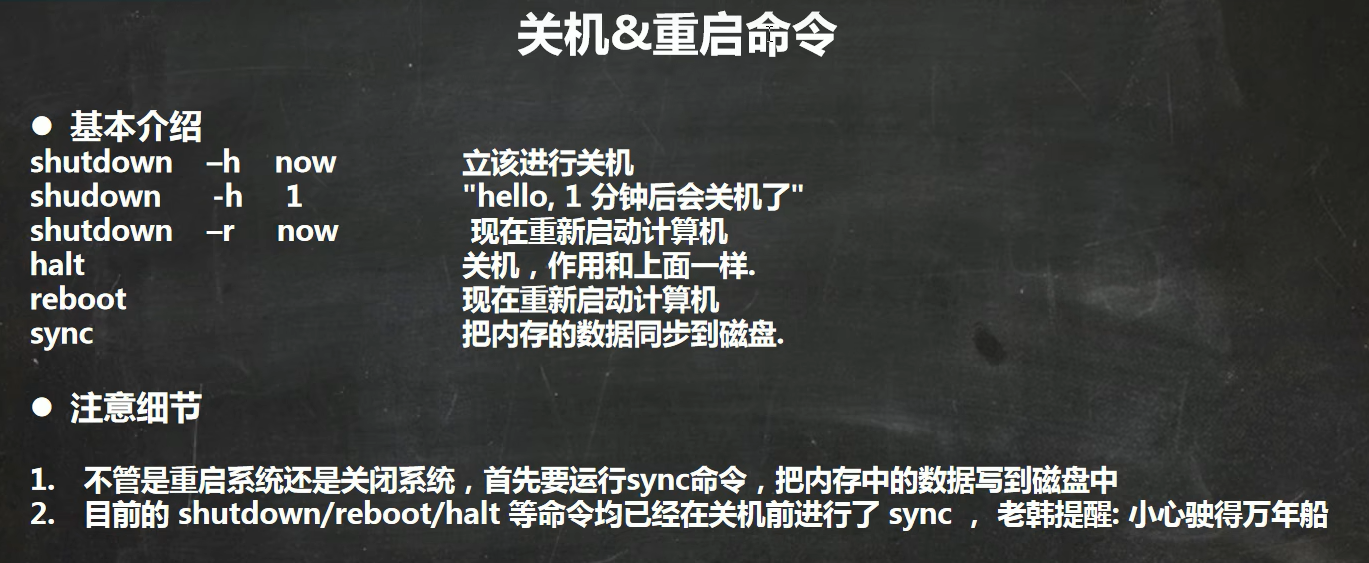 关机&重启命令
● 基本介绍
shutdown –h now 立该进行关机
shudown -h 1 "hello, 1 分钟后会关机了"
shutdown –r now 现在重新启动计算机
halt 关机，作用和上面一样.
reboot 现在重新启动计算机
sync 把内存的数据同步到磁盘.
● 注意细节
1. 不管是重启系统还是关闭系统，首先要运行sync命令，把内存中的数据写到磁盘中
2. 目前的 shutdown/reboot/halt 等命令均已经在关机前进行了 sync ， 老韩提醒: 小心驶得万年船